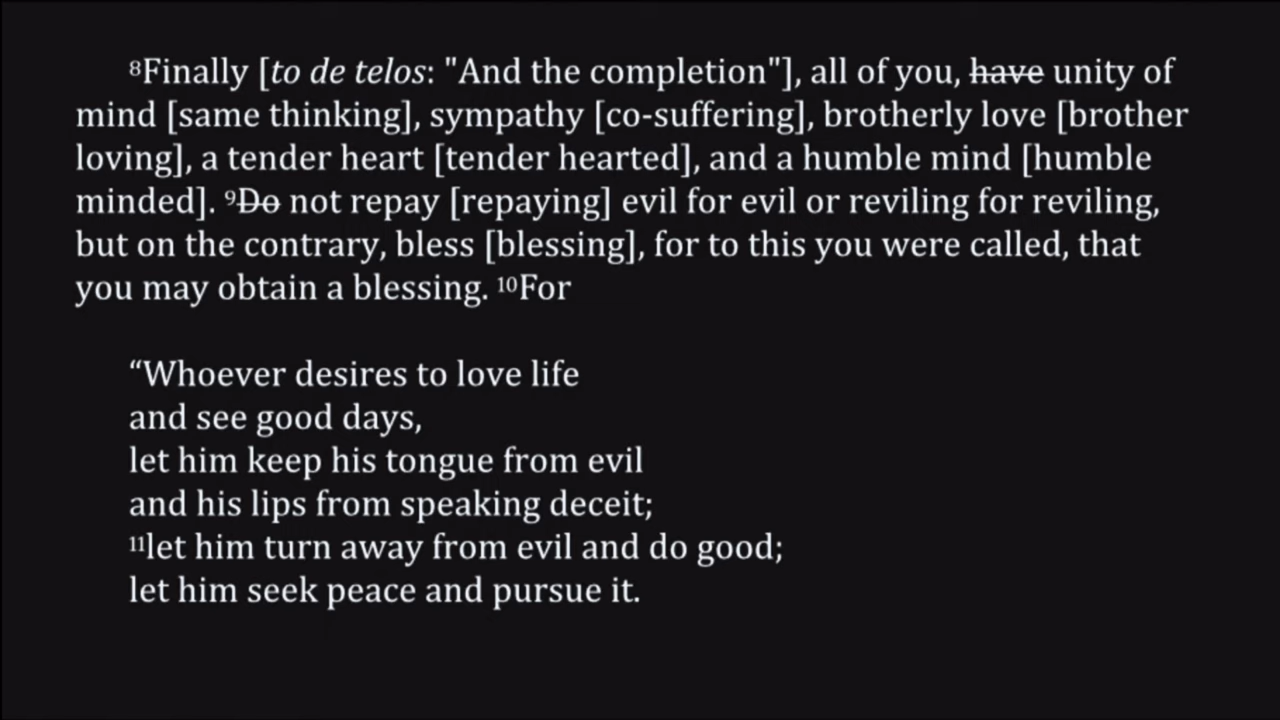 ⁸Finally [to de telos: "And the completion"], all of you, ~~have~~ unity of
mind [same thinking], sympathy [co-suffering], brotherly love [brother
loving], a tender heart [tender hearted], and a humble mind [humble
minded]. ⁹~~Do~~ not repay [repaying] evil for evil or reviling for reviling,
but on the contrary, bless [blessing], for to this you were called, that
you may obtain a blessing. ¹⁰For
“Whoever desires to love life
and see good days,
let him keep his tongue from evil
and his lips from speaking deceit;
¹¹let him turn away from evil and do good;
let him seek peace and pursue it.